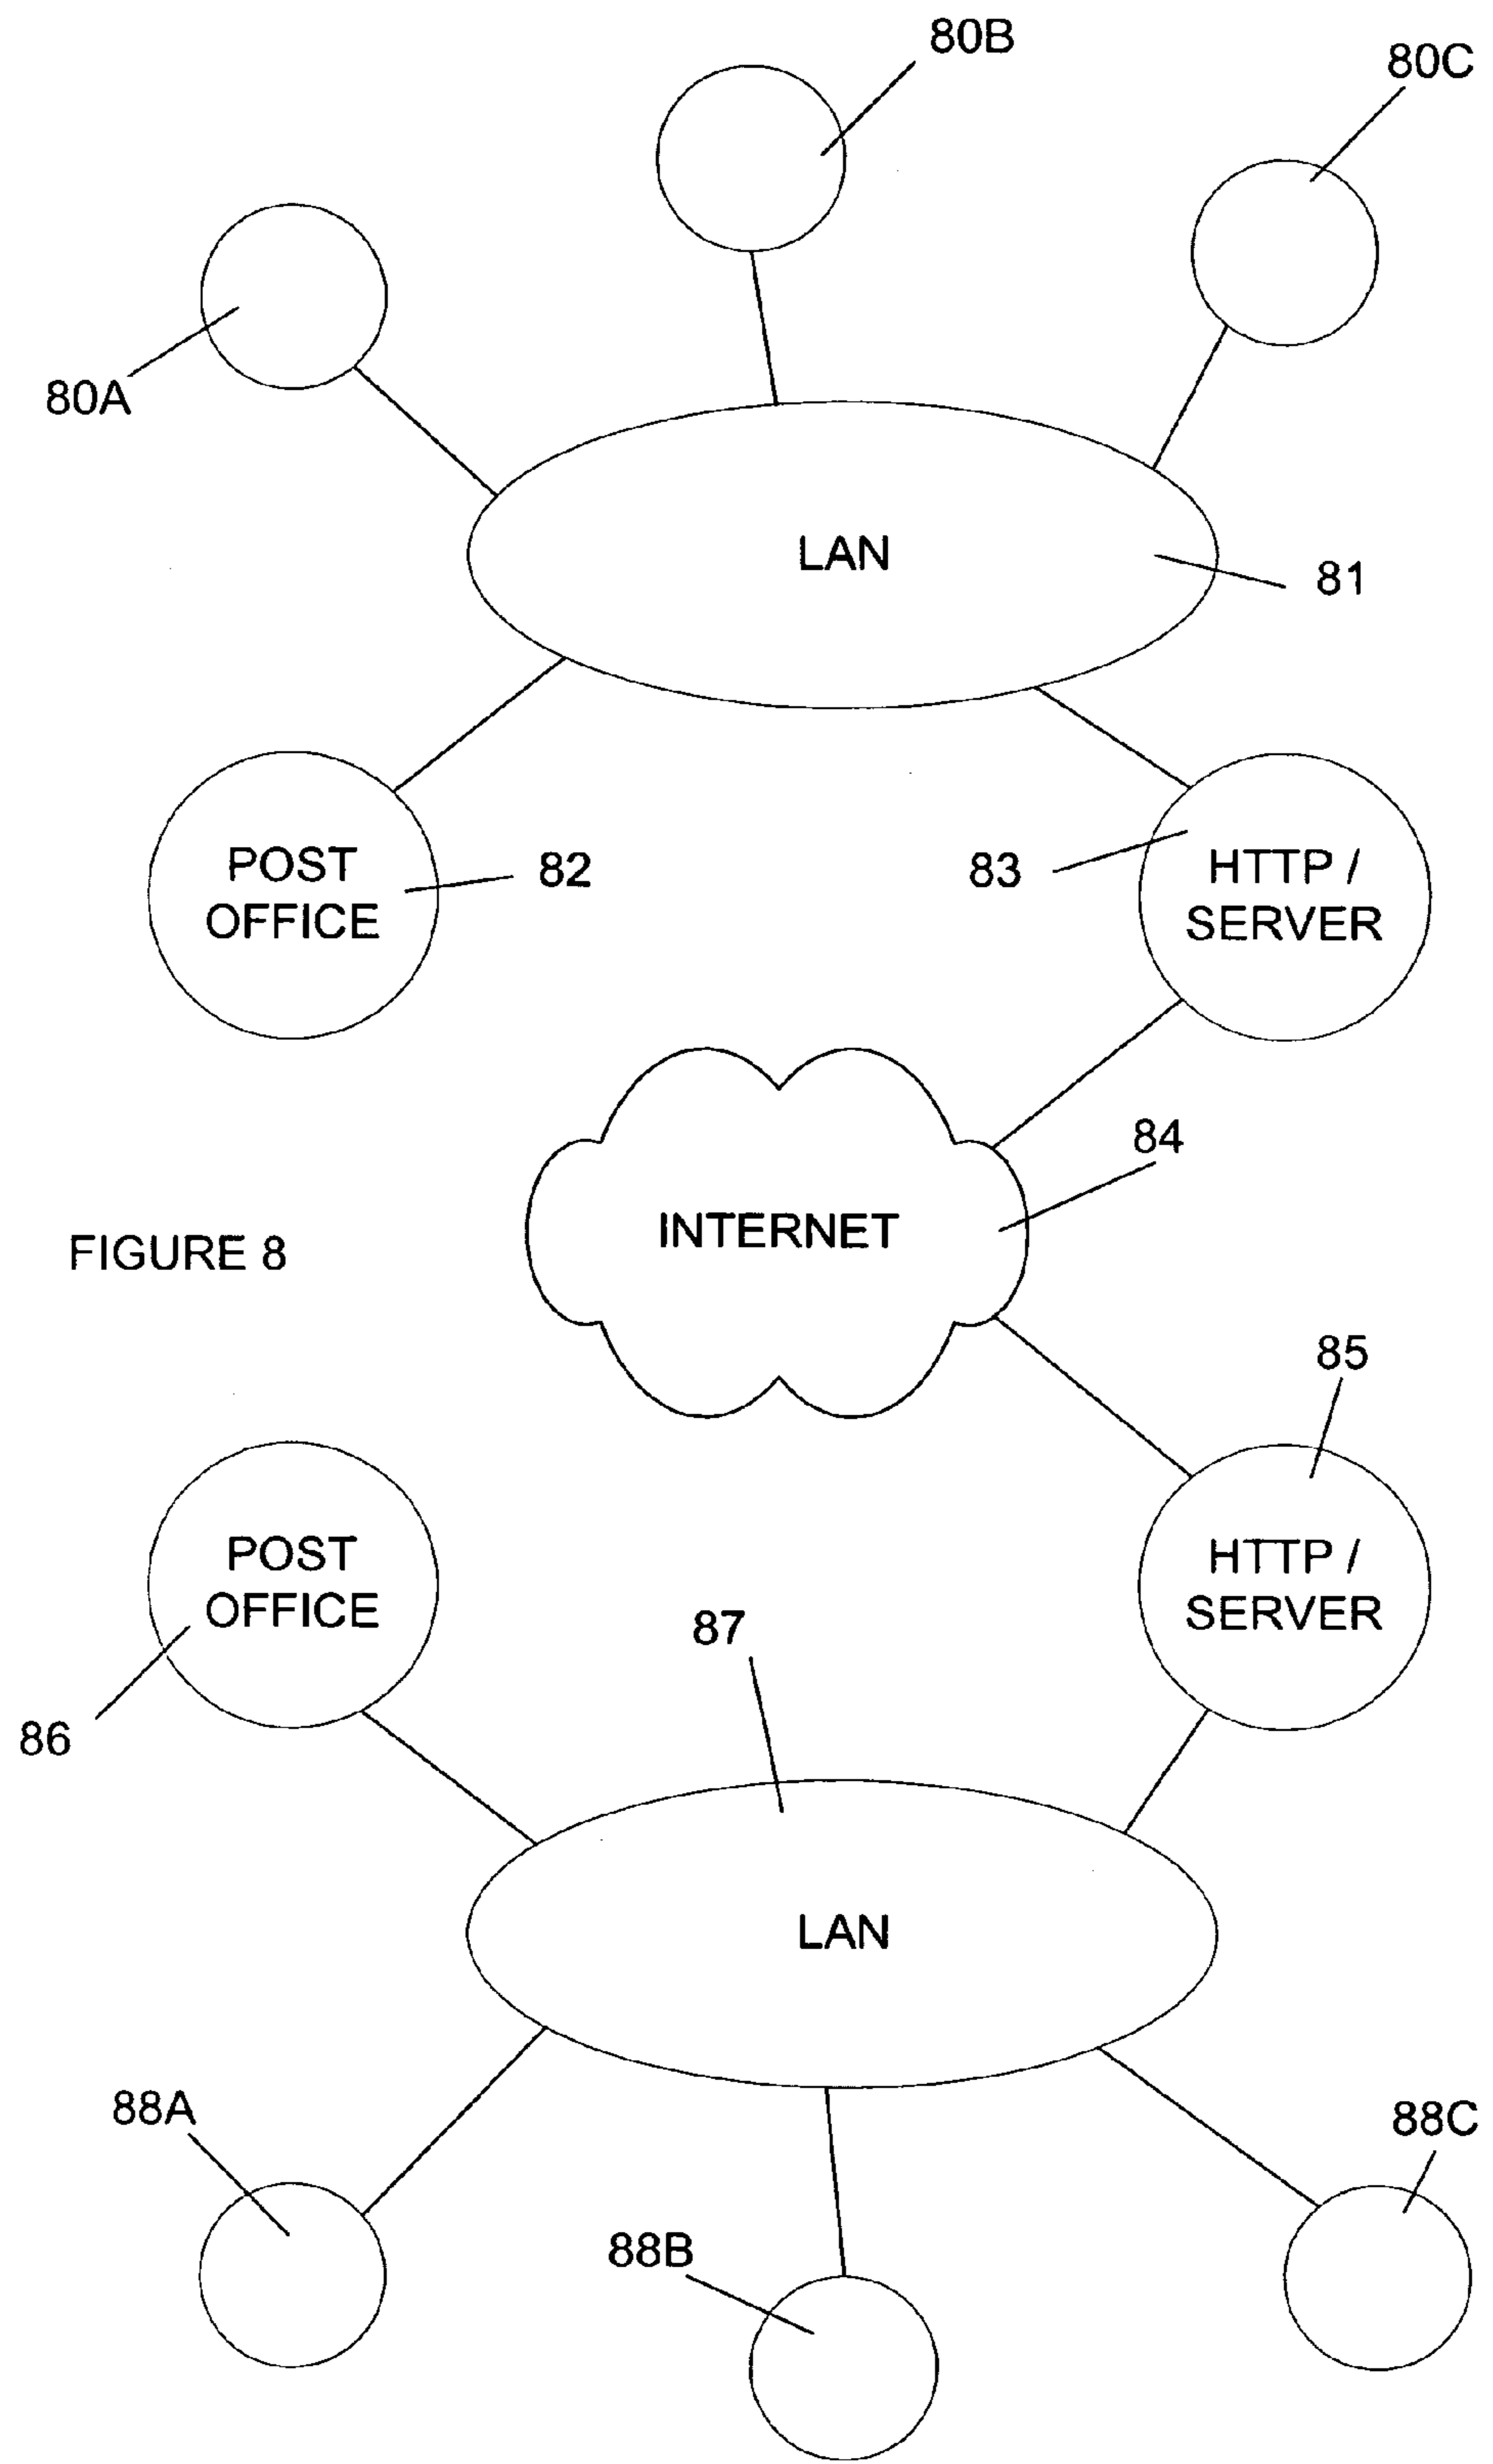 80B
80C
80A
LAN
81
POST
OFFICE
82
83
HTTP /
SERVER
84
INTERNET
FIGURE 8
85
POST
OFFICE
HTTP /
SERVER
87
86
LAN
88A
88C
88B